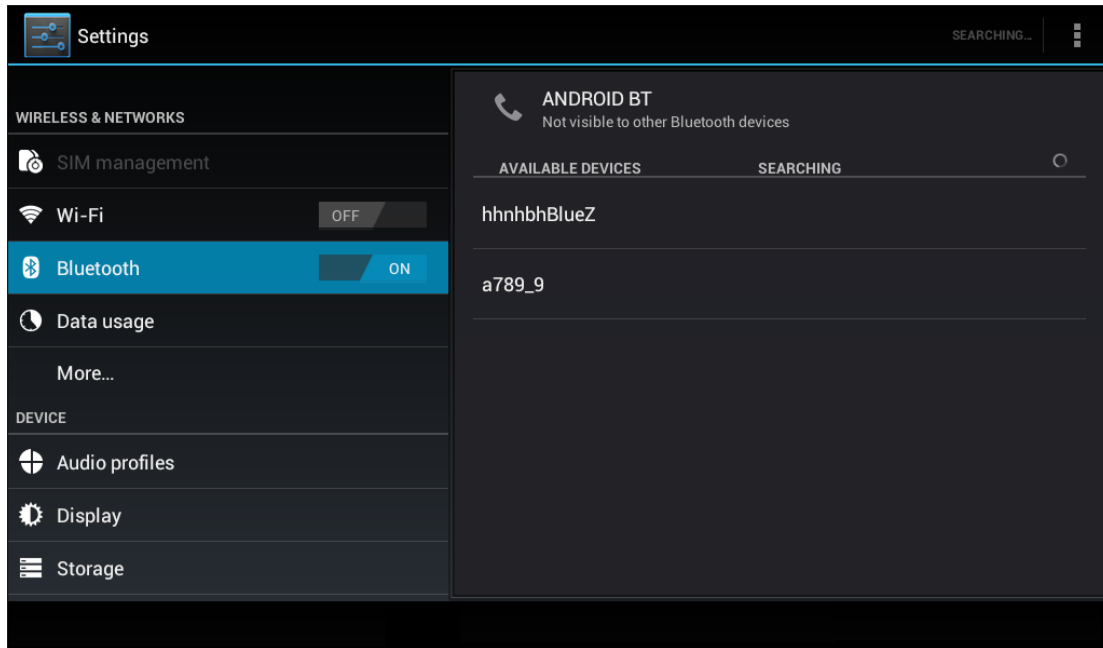 Settings
SEARCHING...
WIRELESS & NETWORKS
SIM management
Wi-Fi OFF
Bluetooth ON
Data usage
More...
DEVICE
Audio profiles
Display
Storage
ANDROID BT
Not visible to other Bluetooth devices
AVAILABLE DEVICES SEARCHING
hhnhbhBlueZ
a789_9